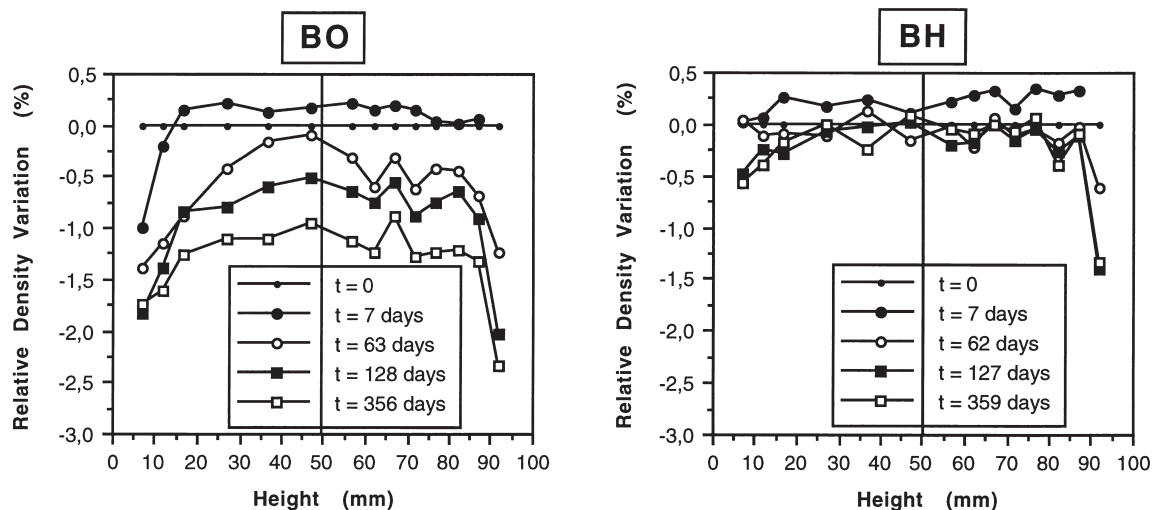 BO
Relative Density Variation (%)
0,5
0,0
-0,5
-1,0
-1,5
-2,0
-2,5
-3,0
t = 0
t = 7 days
t = 63 days
t = 128 days
t = 356 days
0 10 20 30 40 50 60 70 80 90 100
Height (mm)
BH
Relative Density Variation (%)
0,5
0,0
-0,5
-1,0
-1,5
-2,0
-2,5
-3,0
t = 0
t = 7 days
t = 62 days
t = 127 days
t = 359 days
0 10 20 30 40 50 60 70 80 90 100
Height (mm)